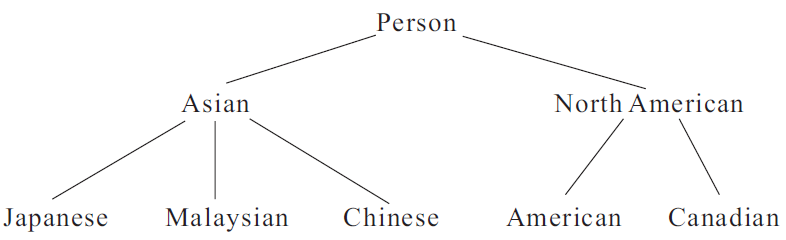 Person
Asian
North American
Japanese
Malaysian
Chinese
American
Canadian